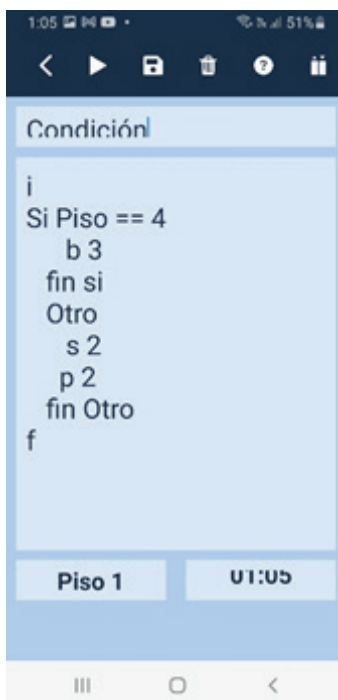 1:05 51%
Condición
i
Si Piso == 4
b 3
fin si
Otro
s 2
p 2
fin Otro
f
Piso 1 01:05